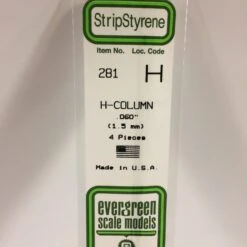 StripStyrene
Item No. Loc. Code
281 H
H-COLUMN
.060"
(1.5 mm)
4 Pieces
Made in U.S.A.
evergreen
scale models